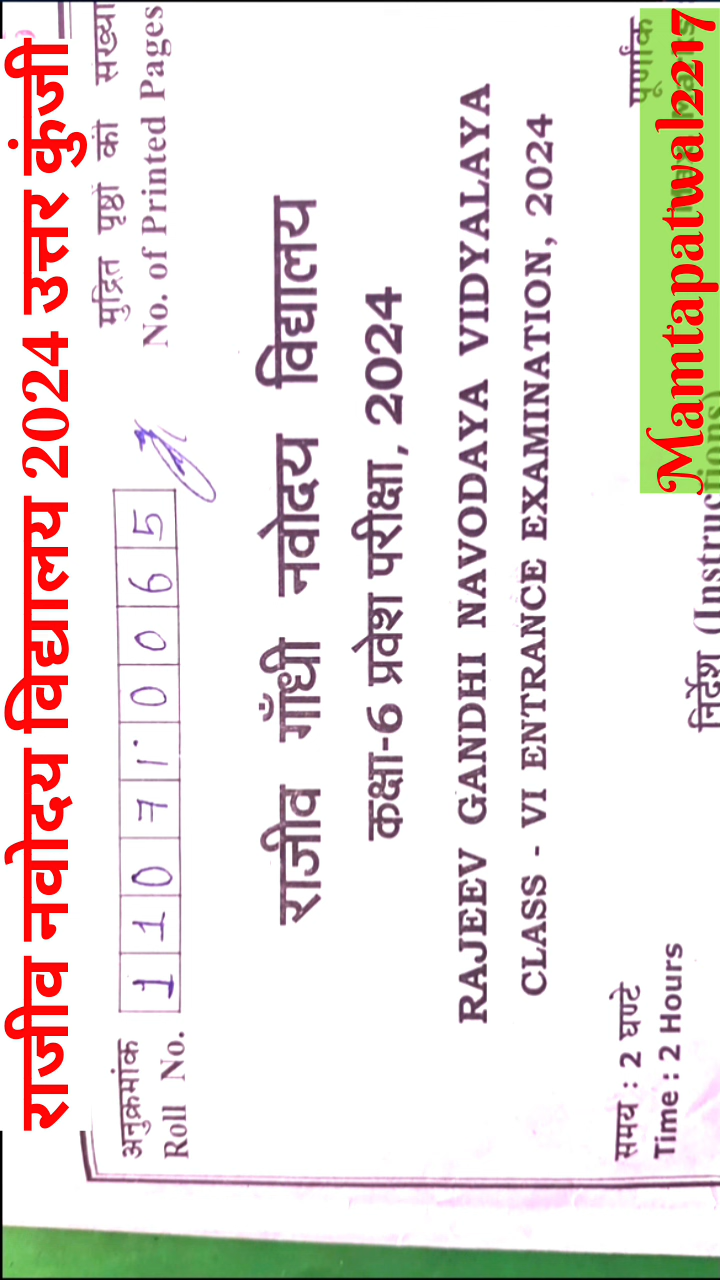 राजीव नवोदय विद्यालय 2024 उत्तर कुंजी
अनुक्रमांक
Roll No.
1 1 0 7 1 0 0 6 5
मुद्रित पृष्ठों की संख्या
No. of Printed Pages
राजीव गाँधी नवोदय विद्यालय
कक्षा-6 प्रवेश परीक्षा, 2024
RAJEEV GANDHI NAVODAYA VIDYALAYA
CLASS - VI ENTRANCE EXAMINATION, 2024
समय : 2 घण्टे
Time : 2 Hours
पूर्णांक
Mamtapatwal2217
निर्देश (Instructions)